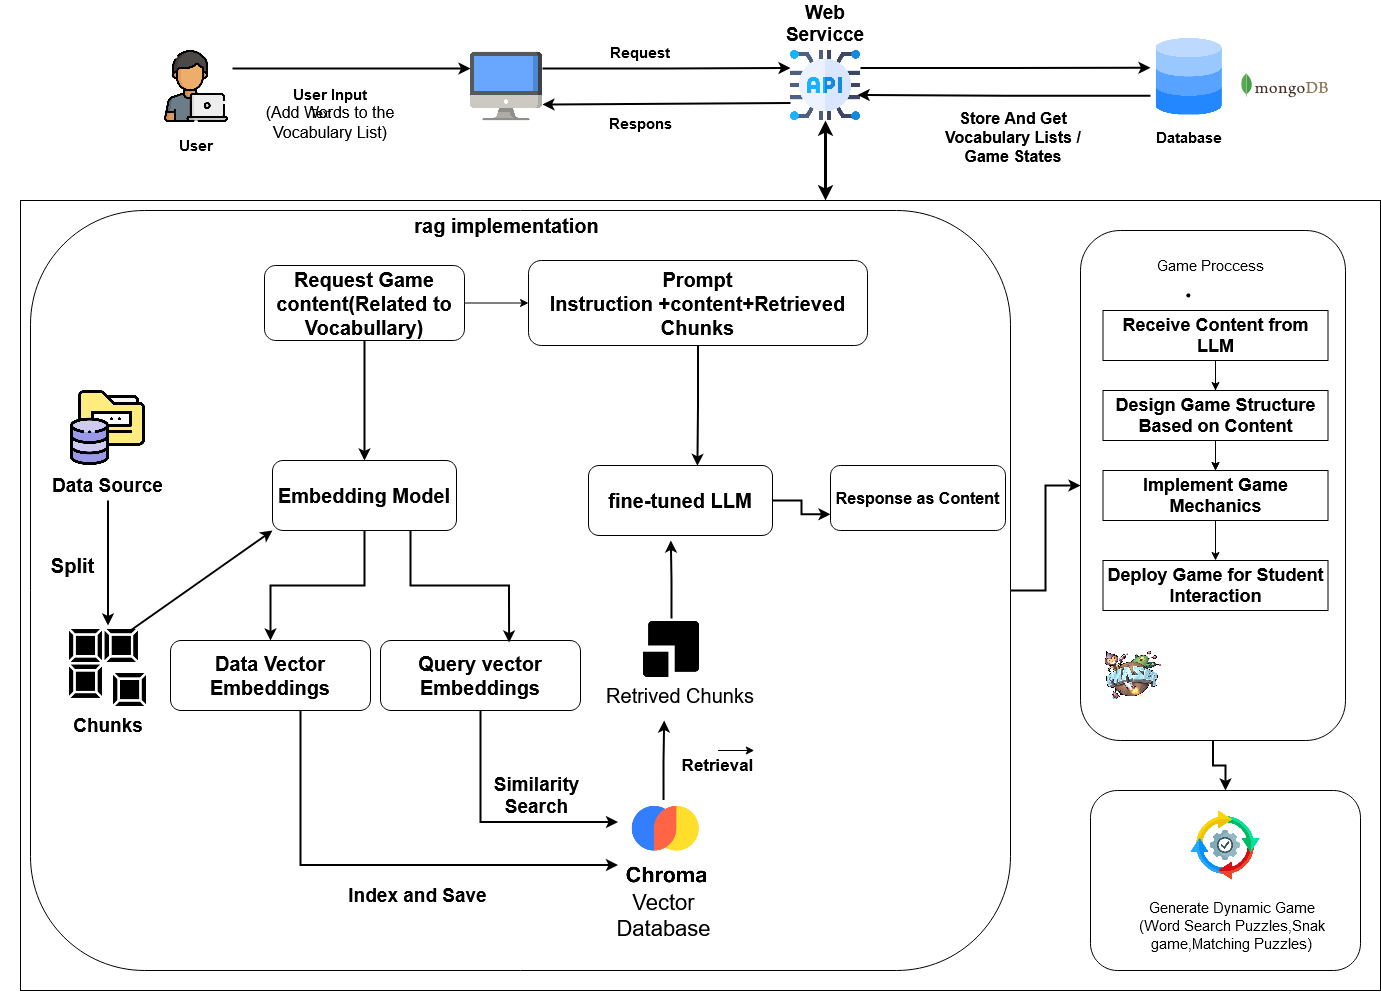 Web
Servicce
Request
API
User Input
(Add Words to the
Vocabulary List)
User
Respons
Store And Get
Vocabulary Lists /
Game States
Database
mongoDB
rag implementation
Request Game
content(Related to
Vocabullary)
Prompt
Instruction +content+Retrieved
Chunks
Game Proccess
Receive Content from
LLM
Design Game Structure
Based on Content
Implement Game
Mechanics
Deploy Game for Student
Interaction
Data Source
Split
Chunks
Embedding Model
fine-tuned LLM
Response as Content
Data Vector
Embeddings
Query vector
Embeddings
Retrived Chunks
Retrieval
Similarity
Search
Index and Save
Chroma
Vector
Database
Generate Dynamic Game
(Word Search Puzzles,Snak
game,Matching Puzzles)